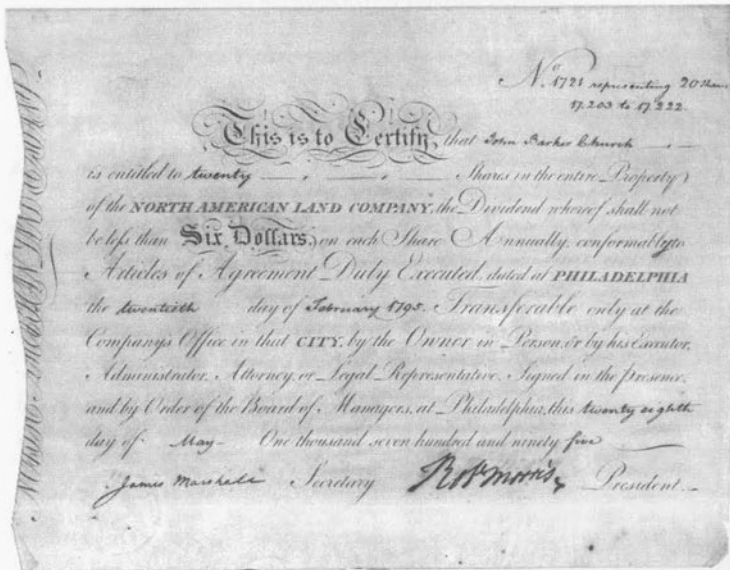 No. 1721 representing 20 Shares
17.203 to 17.222
This is to Certify, that John Barker Church
is entitled to twenty Shares in the entire Property
of the NORTH AMERICAN LAND COMPANY, the Dividend whereof shall not
be less than Six Dollars, on each Share Annually, conformably to
Articles of Agreement Duly Executed, dated at PHILADELPHIA
the twentieth day of February 1795. Transferable only at the
Company's Office in that CITY, by the Owner in Person, or by his Executor,
Administrator, Attorney, or Legal Representative. Signed in the presence,
and by Order of the Board of Managers, at Philadelphia, this twenty eighth
day of May One thousand seven hundred and ninety five
James Marshall Secretary Robt Morris President